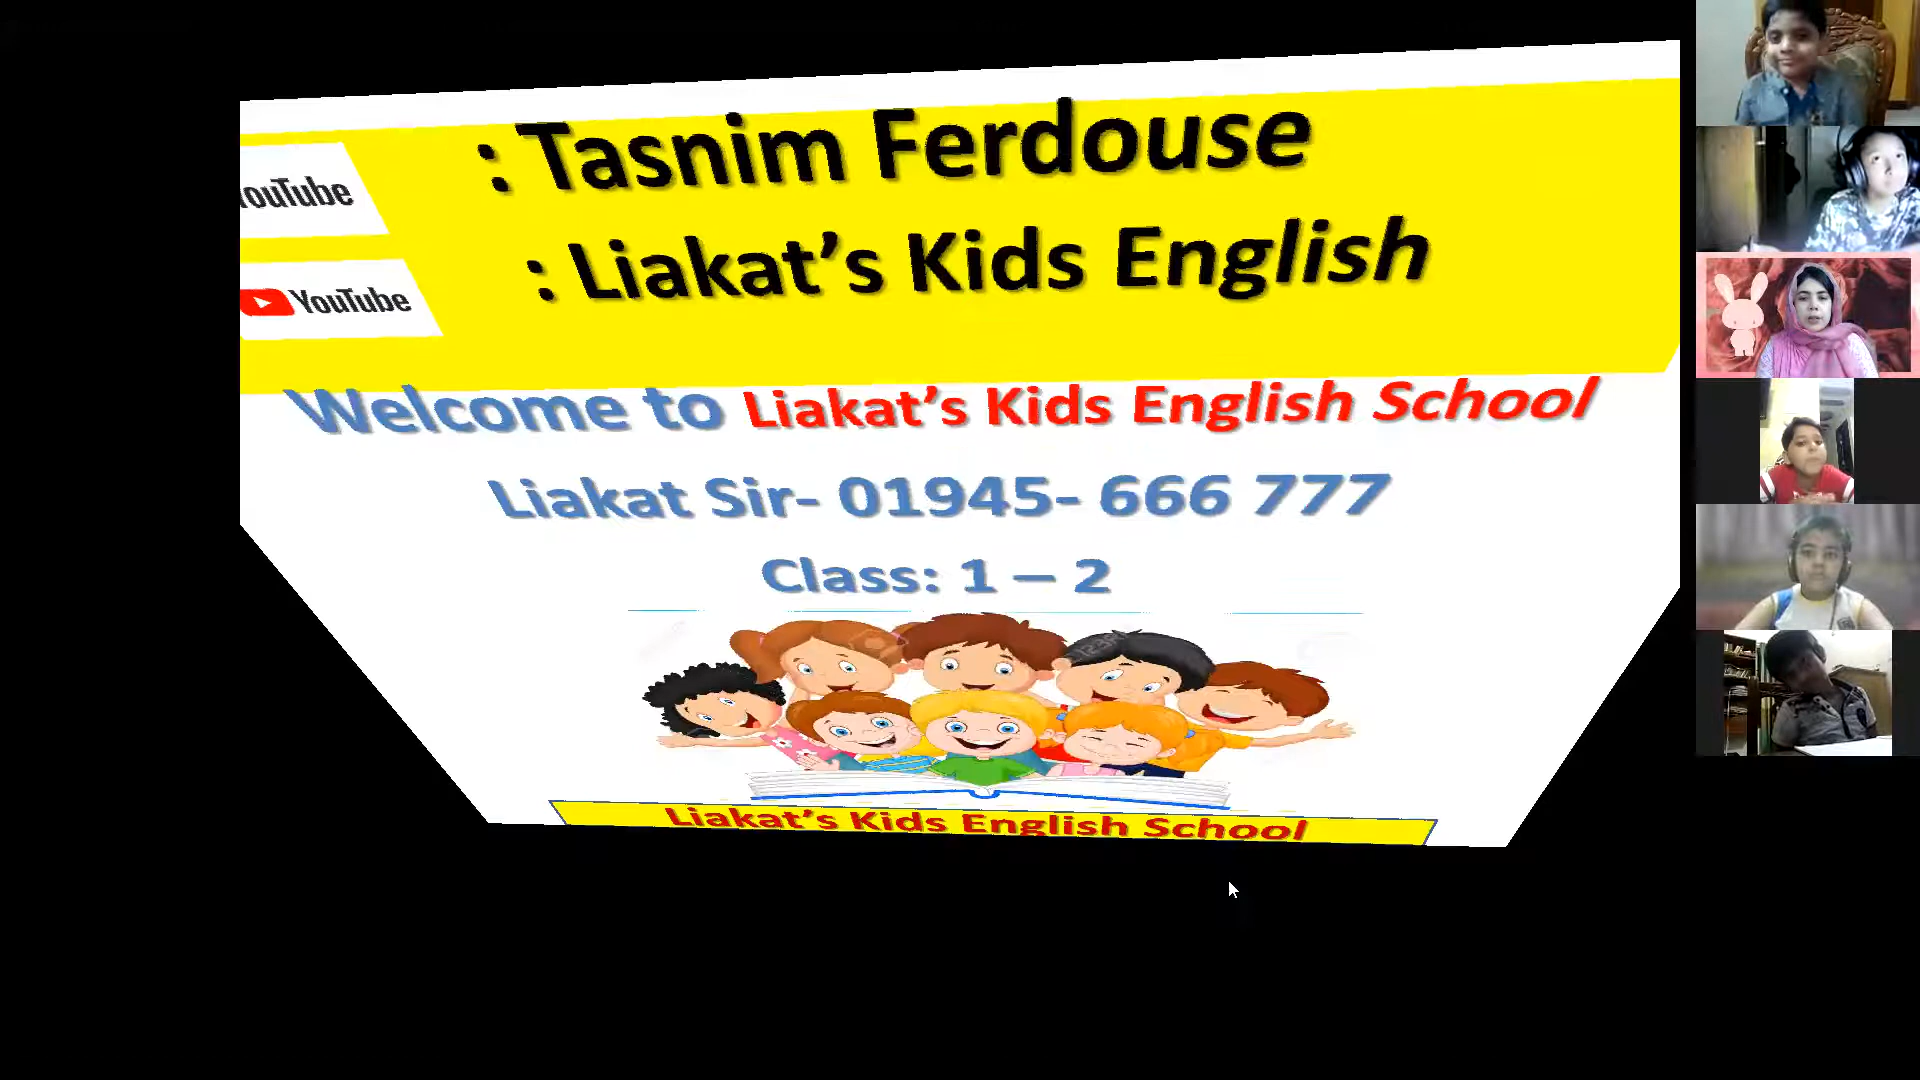 YouTube : Tasnim Ferdouse
YouTube : Liakat’s Kids English
Welcome to Liakat’s Kids English School
Liakat Sir- 01945- 666 777
Class: 1 – 2
Liakat’s Kids English School